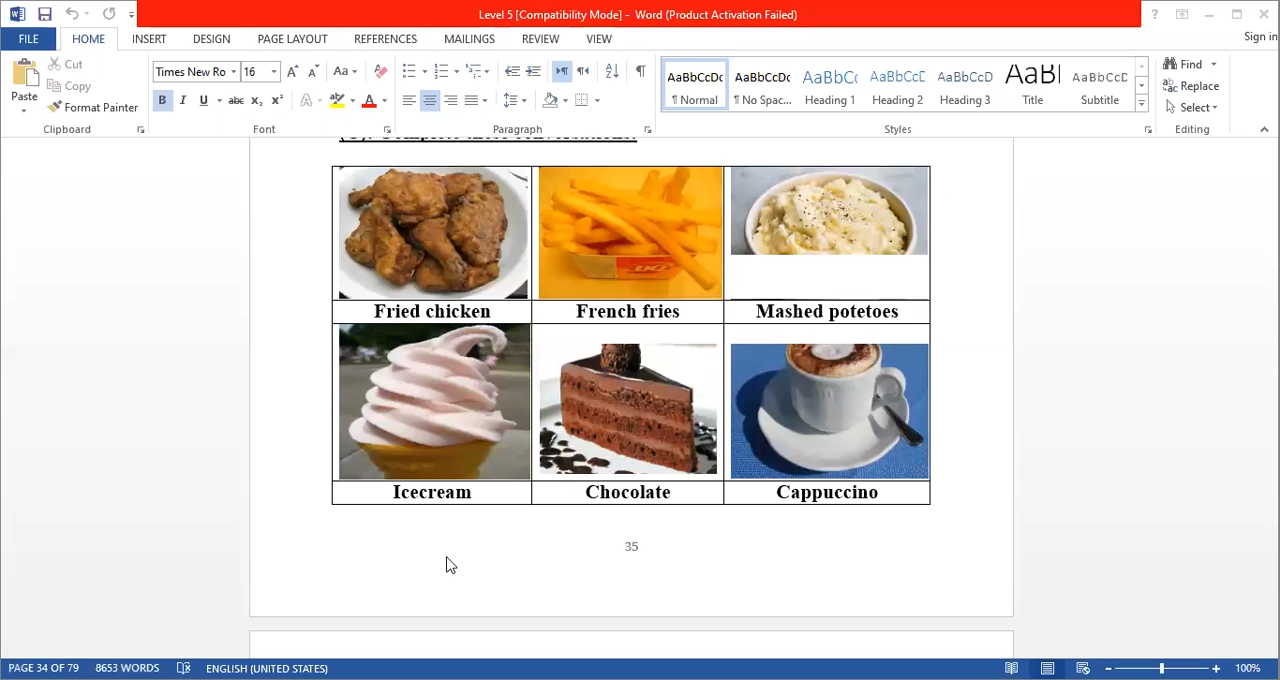 Level 5 [Compatibility Mode] - Word (Product Activation Failed)
FILE HOME INSERT DESIGN PAGE LAYOUT REFERENCES MAILINGS REVIEW VIEW Sign in
Paste
Cut
Copy
Format Painter
Clipboard
Times New Ro 16
Font
Paragraph
AaBbCcDc AaBbCcDc AaBbCc AaBbCcD AaBbCcD AaBl AaBbCcD
¶ Normal ¶ No Spac... Heading 1 Heading 2 Heading 3 Title Subtitle
Styles
Find
Replace
Select
Editing
Fried chicken French fries Mashed potetoes
Icecream Chocolate Cappuccino
35
PAGE 34 OF 79 8653 WORDS ENGLISH (UNITED STATES) 100%